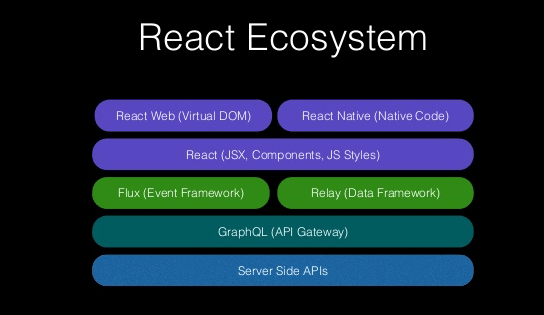 React Ecosystem
React Web (Virtual DOM)
React Native (Native Code)
React (JSX, Components, JS Styles)
Flux (Event Framework)
Relay (Data Framework)
GraphQL (API Gateway)
Server Side APIs